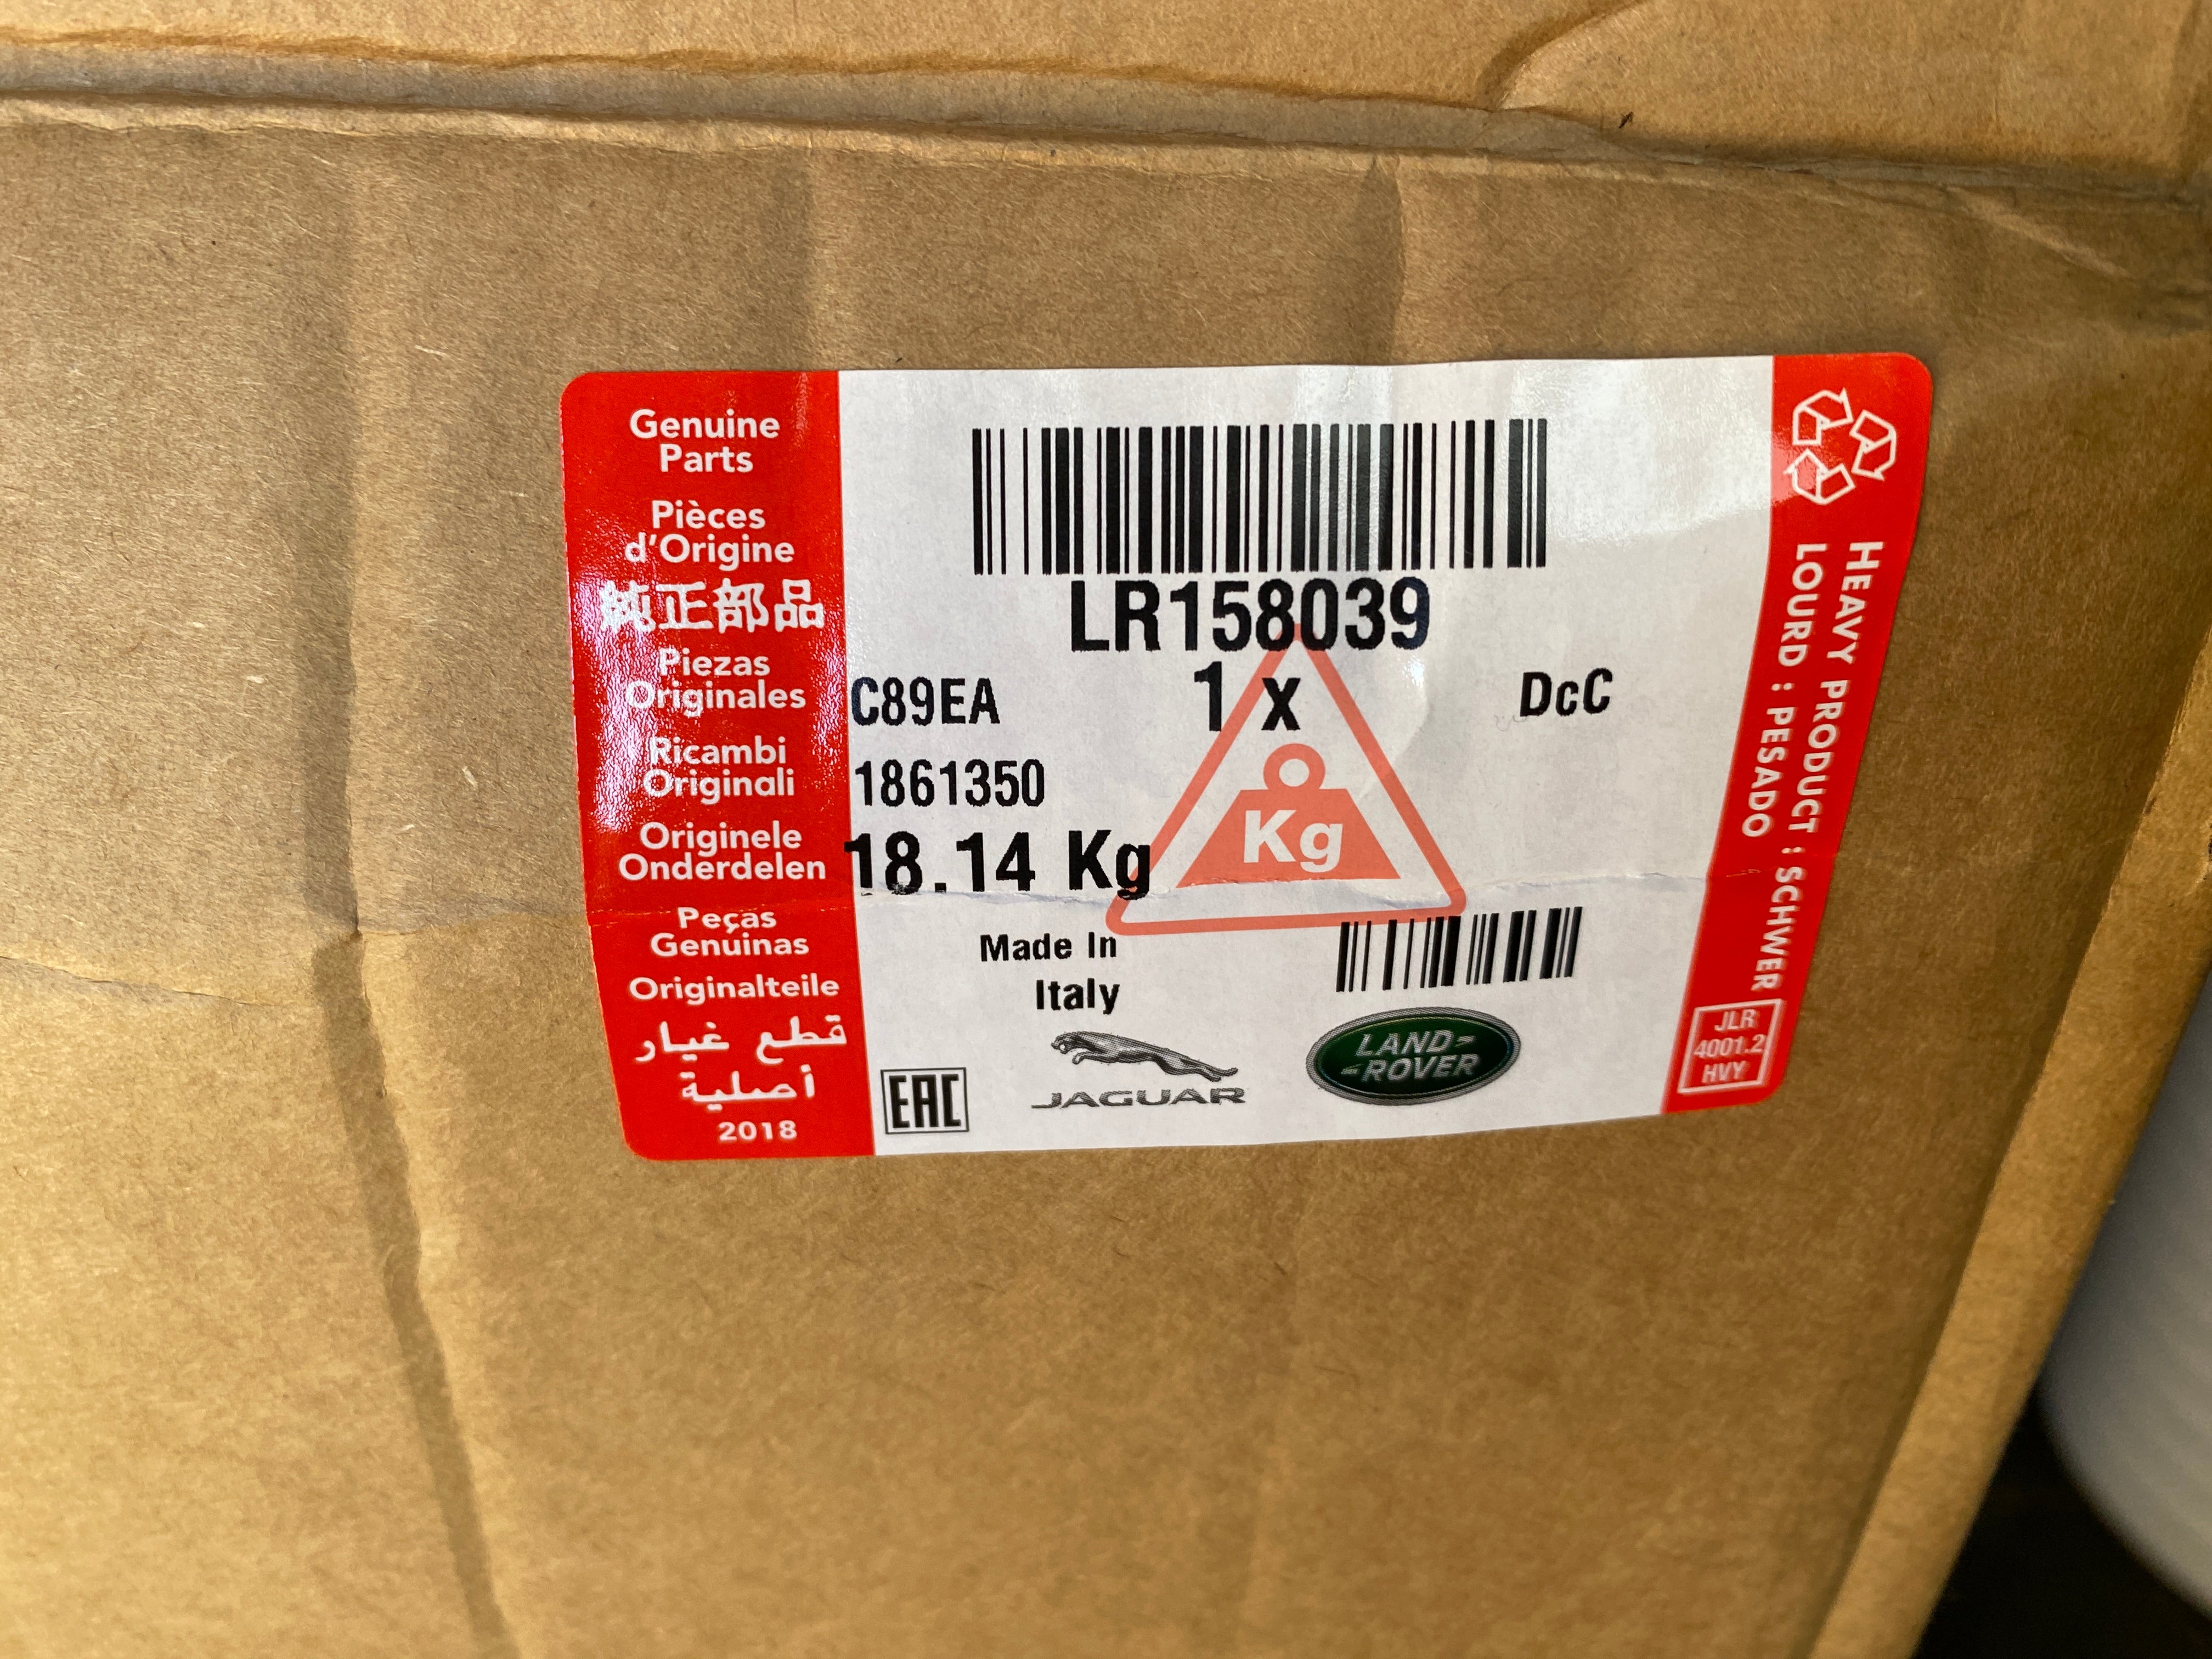 Genuine
Parts
Pièces
d'Origine
純正部品
Piezas
Originales
Ricambi
Originali
Originele
Onderdelen
Peças
Genuinas
Originalteile
قطع غيار
أصلية
2018
LR158039
C89EA 1 x DcC
1861350
18.14 Kg
Kg
Made In
Italy
EAC
JAGUAR
LAND-
-ROVER
HEAVY PRODUCT : SCHWER
LOURD : PESADO
JLR
4001.2
HVY